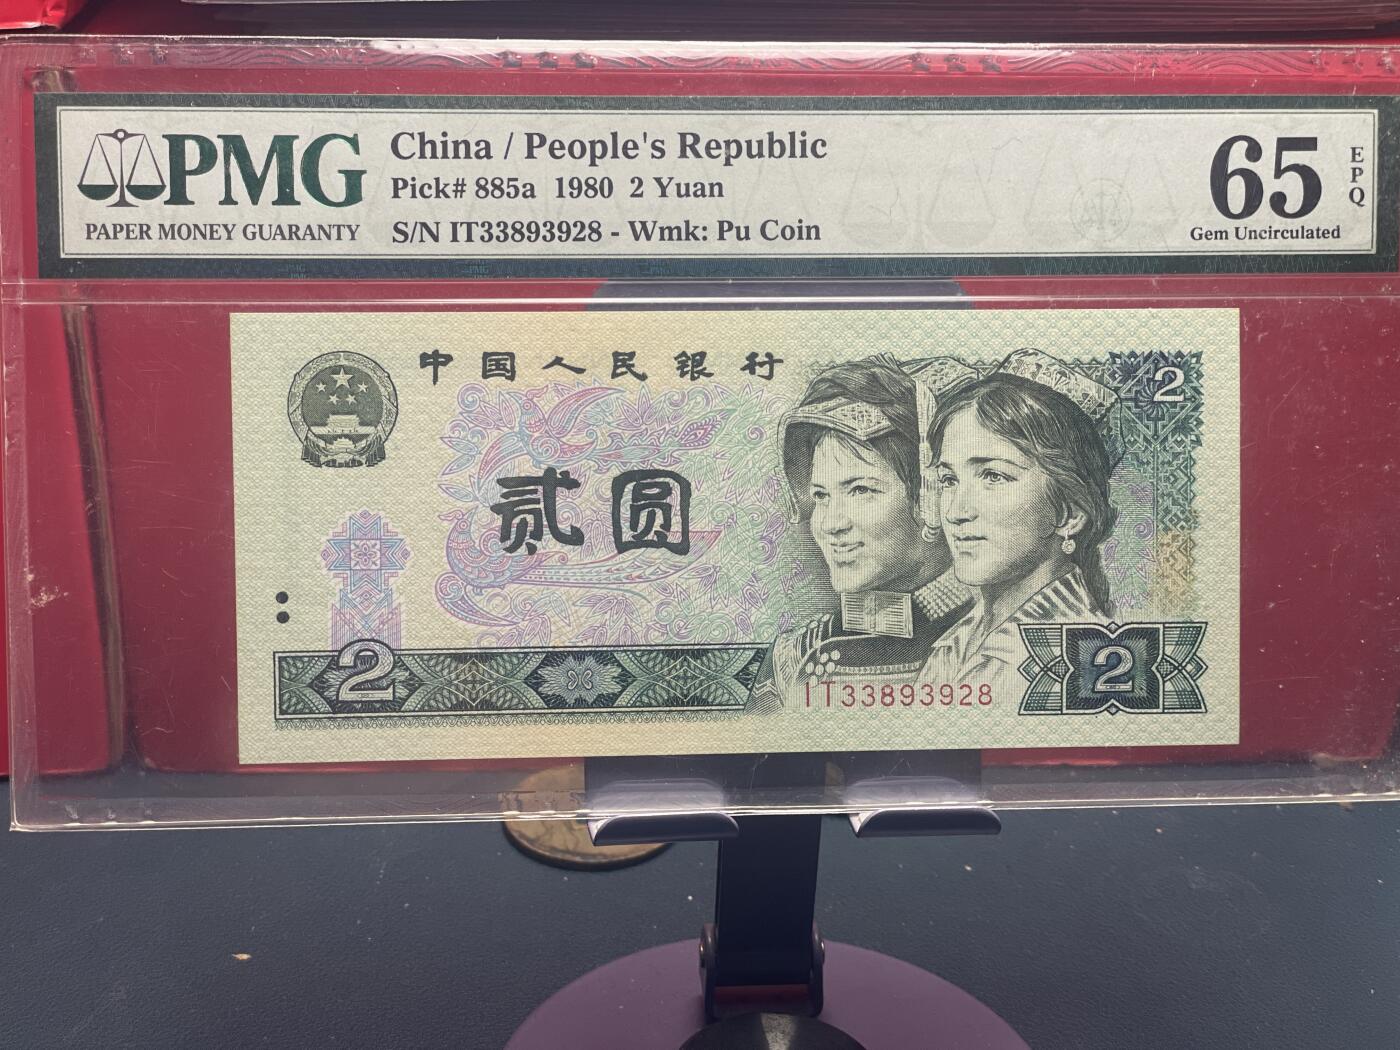 PMG
PAPER MONEY GUARANTY
China / People's Republic
Pick# 885a 1980 2 Yuan
S/N IT33893928 - Wmk: Pu Coin
65
EPQ
Gem Uncirculated
中国人民银行
2
贰圆
2
IT33893928
2